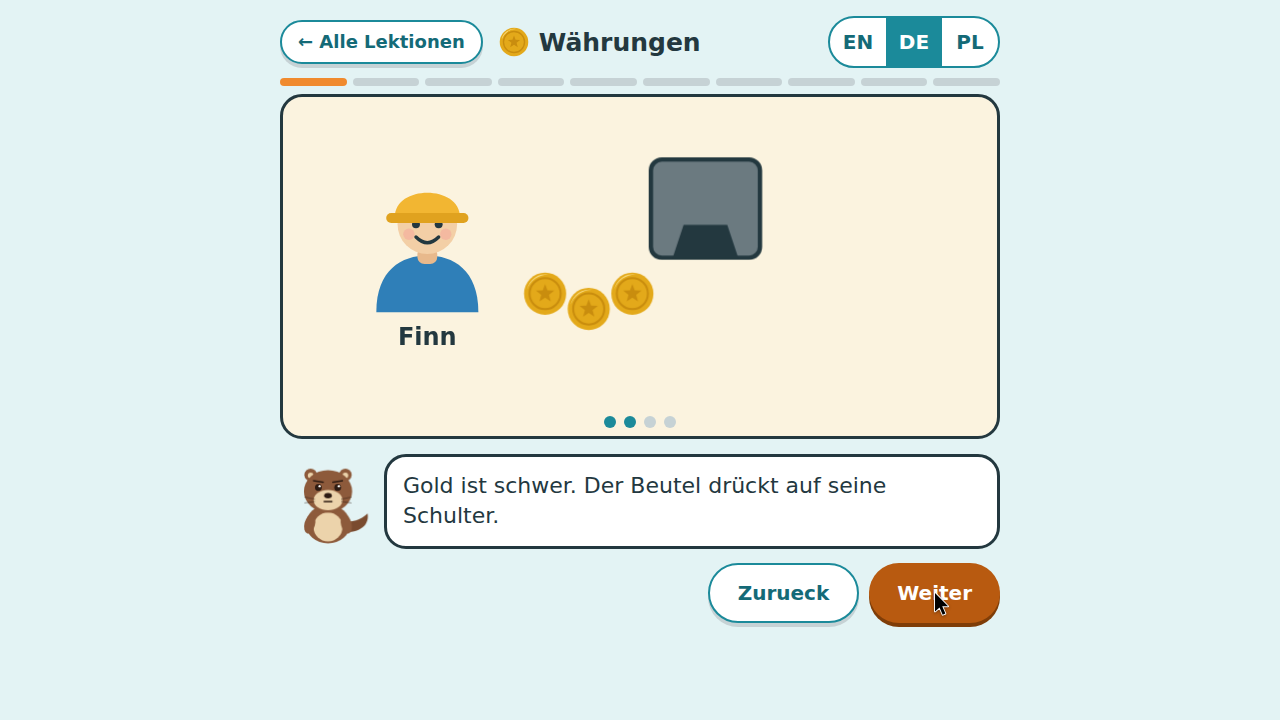 ← Alle Lektionen
Währungen
EN DE PL
Finn
Gold ist schwer. Der Beutel drückt auf seine
Schulter.
Zurueck
Weiter